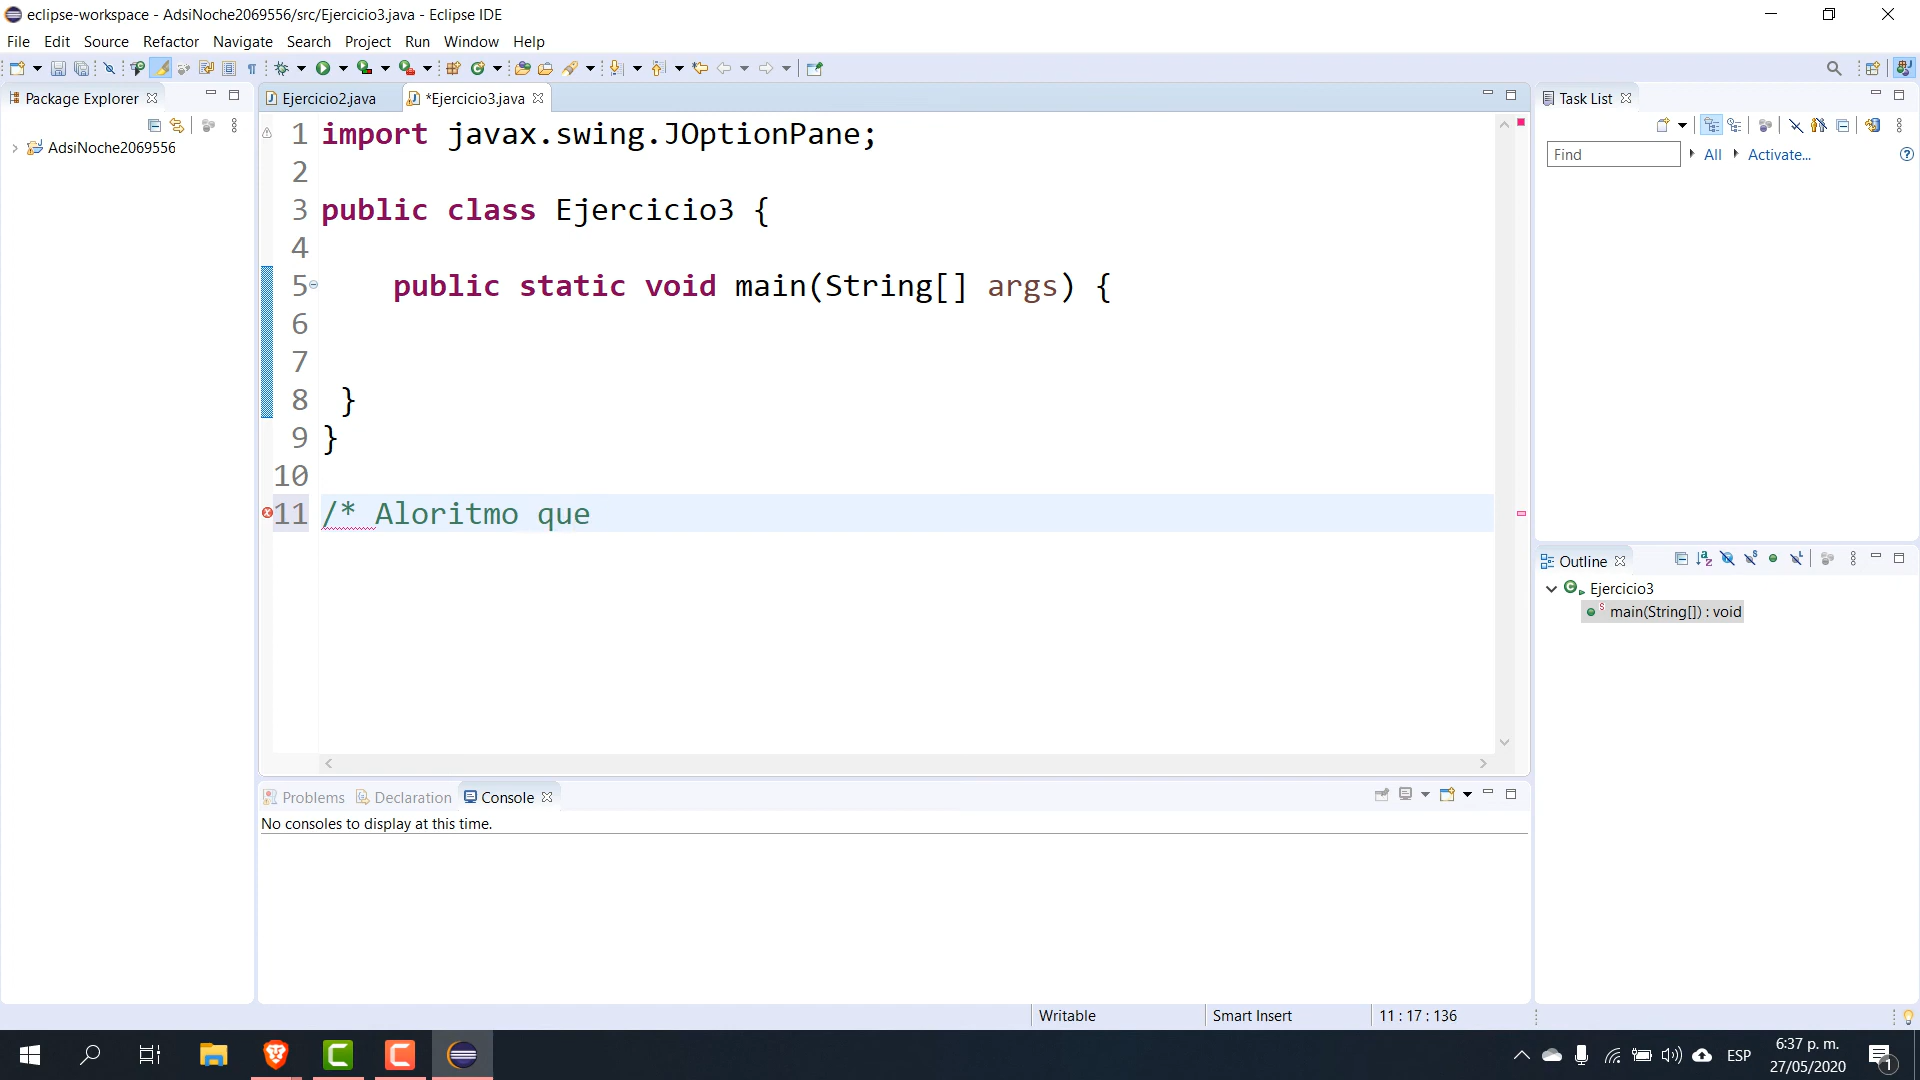 eclipse-workspace - AdsiNoche2069556/src/Ejercicio3.java - Eclipse IDE
File Edit Source Refactor Navigate Search Project Run Window Help
Package Explorer
AdsiNoche2069556
Ejercicio2.java
*Ejercicio3.java
1 import javax.swing.JOptionPane;
2
3 public class Ejercicio3 {
4
5 public static void main(String[] args) {
6
7
8 }
9 }
10
11 /* Aloritmo que
Task List
Find
All
Activate...
Outline
Ejercicio3
main(String[]) : void
Problems
Declaration
Console
No consoles to display at this time.
Writable
Smart Insert
11 : 17 : 136
ESP
6:37 p. m.
27/05/2020
1